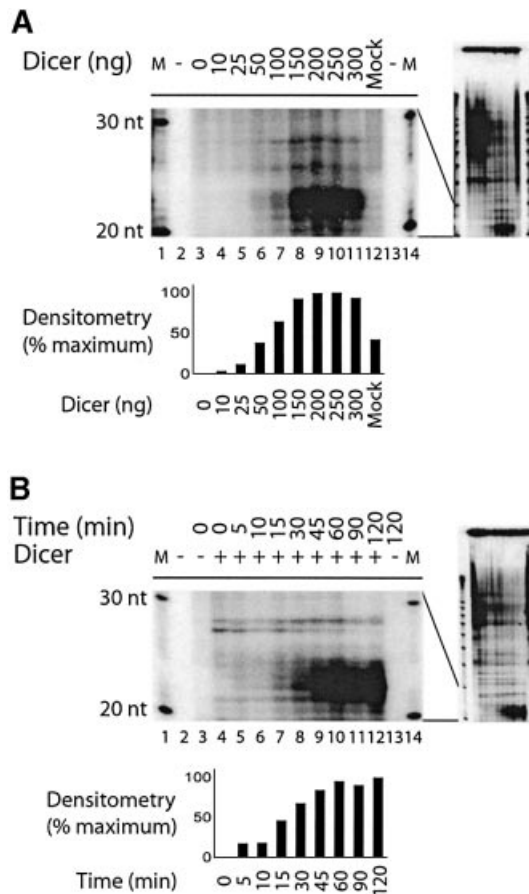 A
Dicer (ng) M - 0 10 25 50 100 150 200 250 300 Mock - M
30 nt
20 nt
1 2 3 4 5 6 7 8 9 10 11 12 13 14
100
Densitometry 50
(% maximum)
0
Dicer (ng) 0 10 25 50 100 150 200 250 300 Mock
B
Time (min) 0 0 5 10 15 30 45 60 90 120 120
Dicer M - - + + + + + + + + + - M
30 nt
20 nt
1 2 3 4 5 6 7 8 9 10 11 12 13 14
100
Densitometry 50
(% maximum)
0
Time (min) 0 5 10 15 30 45 60 90 120